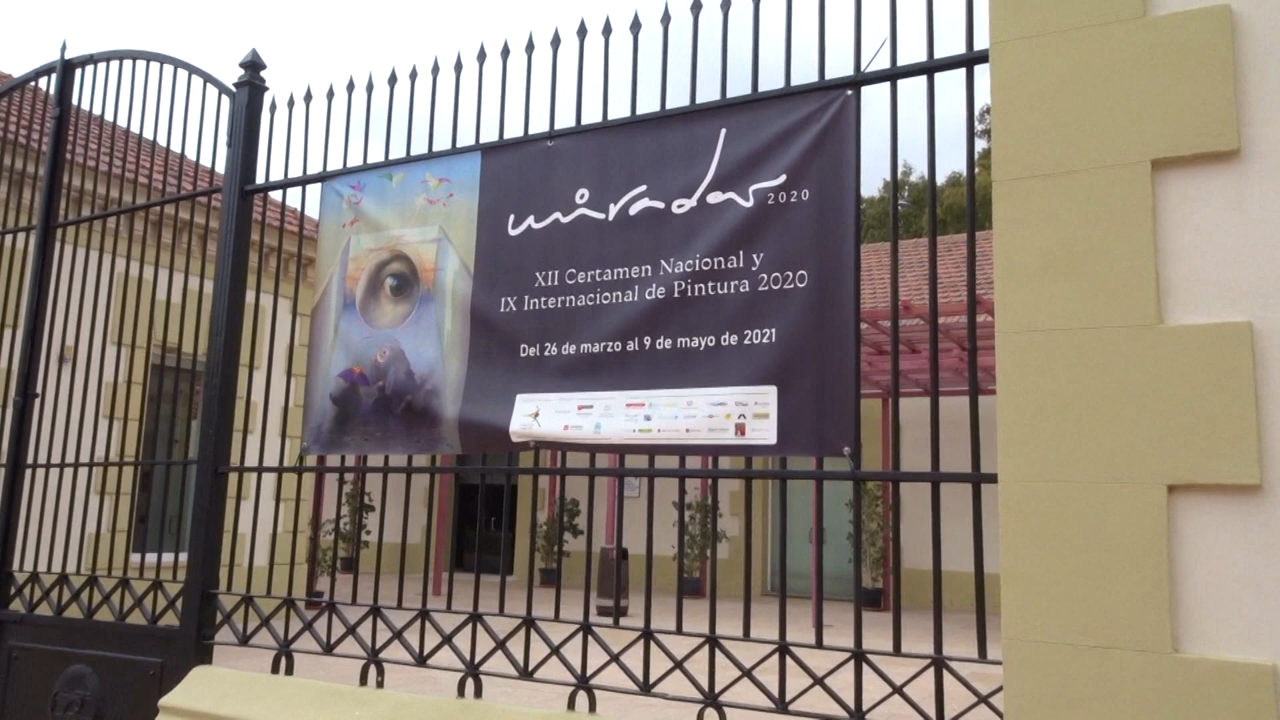 mirador 2020
XII Certamen Nacional y
IX Internacional de Pintura 2020
Del 26 de marzo al 9 de mayo de 2021